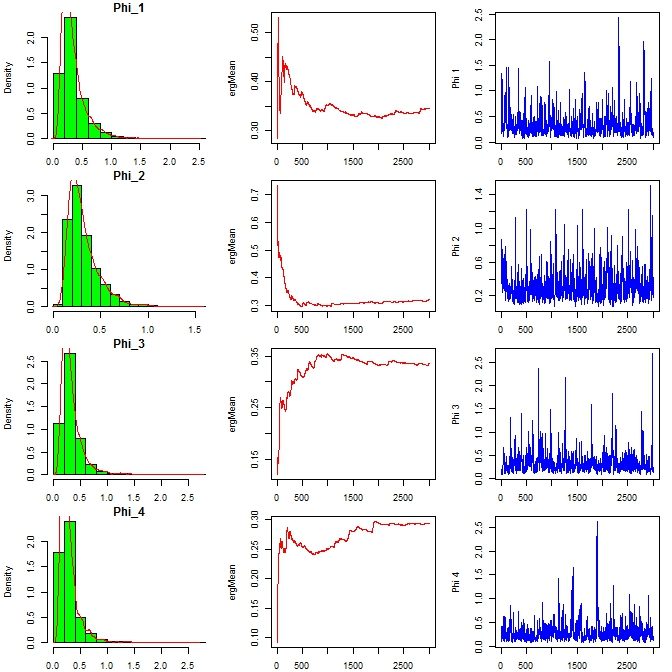 Phi_1
Density
0.0 0.5 1.0 1.5 2.0
0.0 0.5 1.0 1.5 2.0 2.5
ergMean
0.30 0.40 0.50
0 500 1500 2500
Phi 1
0.0 0.5 1.0 1.5 2.0 2.5
0 500 1500 2500
Phi_2
Density
0.0 1.0 2.0 3.0
0.0 0.5 1.0 1.5
ergMean
0.3 0.4 0.5 0.6 0.7
0 500 1500 2500
Phi 2
0.2 0.6 1.0 1.4
0 500 1500 2500
Phi_3
Density
0.0 0.5 1.0 1.5 2.0 2.5
0.0 0.5 1.0 1.5 2.0 2.5
ergMean
0.15 0.25 0.35
0 500 1500 2500
Phi 3
0.0 0.5 1.0 1.5 2.0 2.5
0 500 1500 2500
Phi_4
Density
0.0 0.5 1.0 1.5 2.0
0.0 0.5 1.0 1.5 2.0 2.5
ergMean
0.10 0.15 0.20 0.25 0.30
0 500 1500 2500
Phi 4
0.0 0.5 1.0 1.5 2.0 2.5
0 500 1500 2500